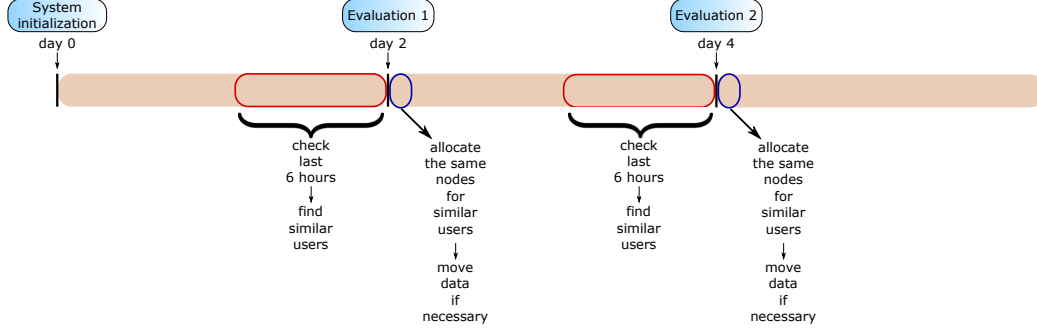 System
initialization
day 0
Evaluation 1
day 2
Evaluation 2
day 4
check
last
6 hours
find
similar
users
allocate
the same
nodes
for
similar
users
move
data
if
necessary
check
last
6 hours
find
similar
users
allocate
the same
nodes
for
similar
users
move
data
if
necessary